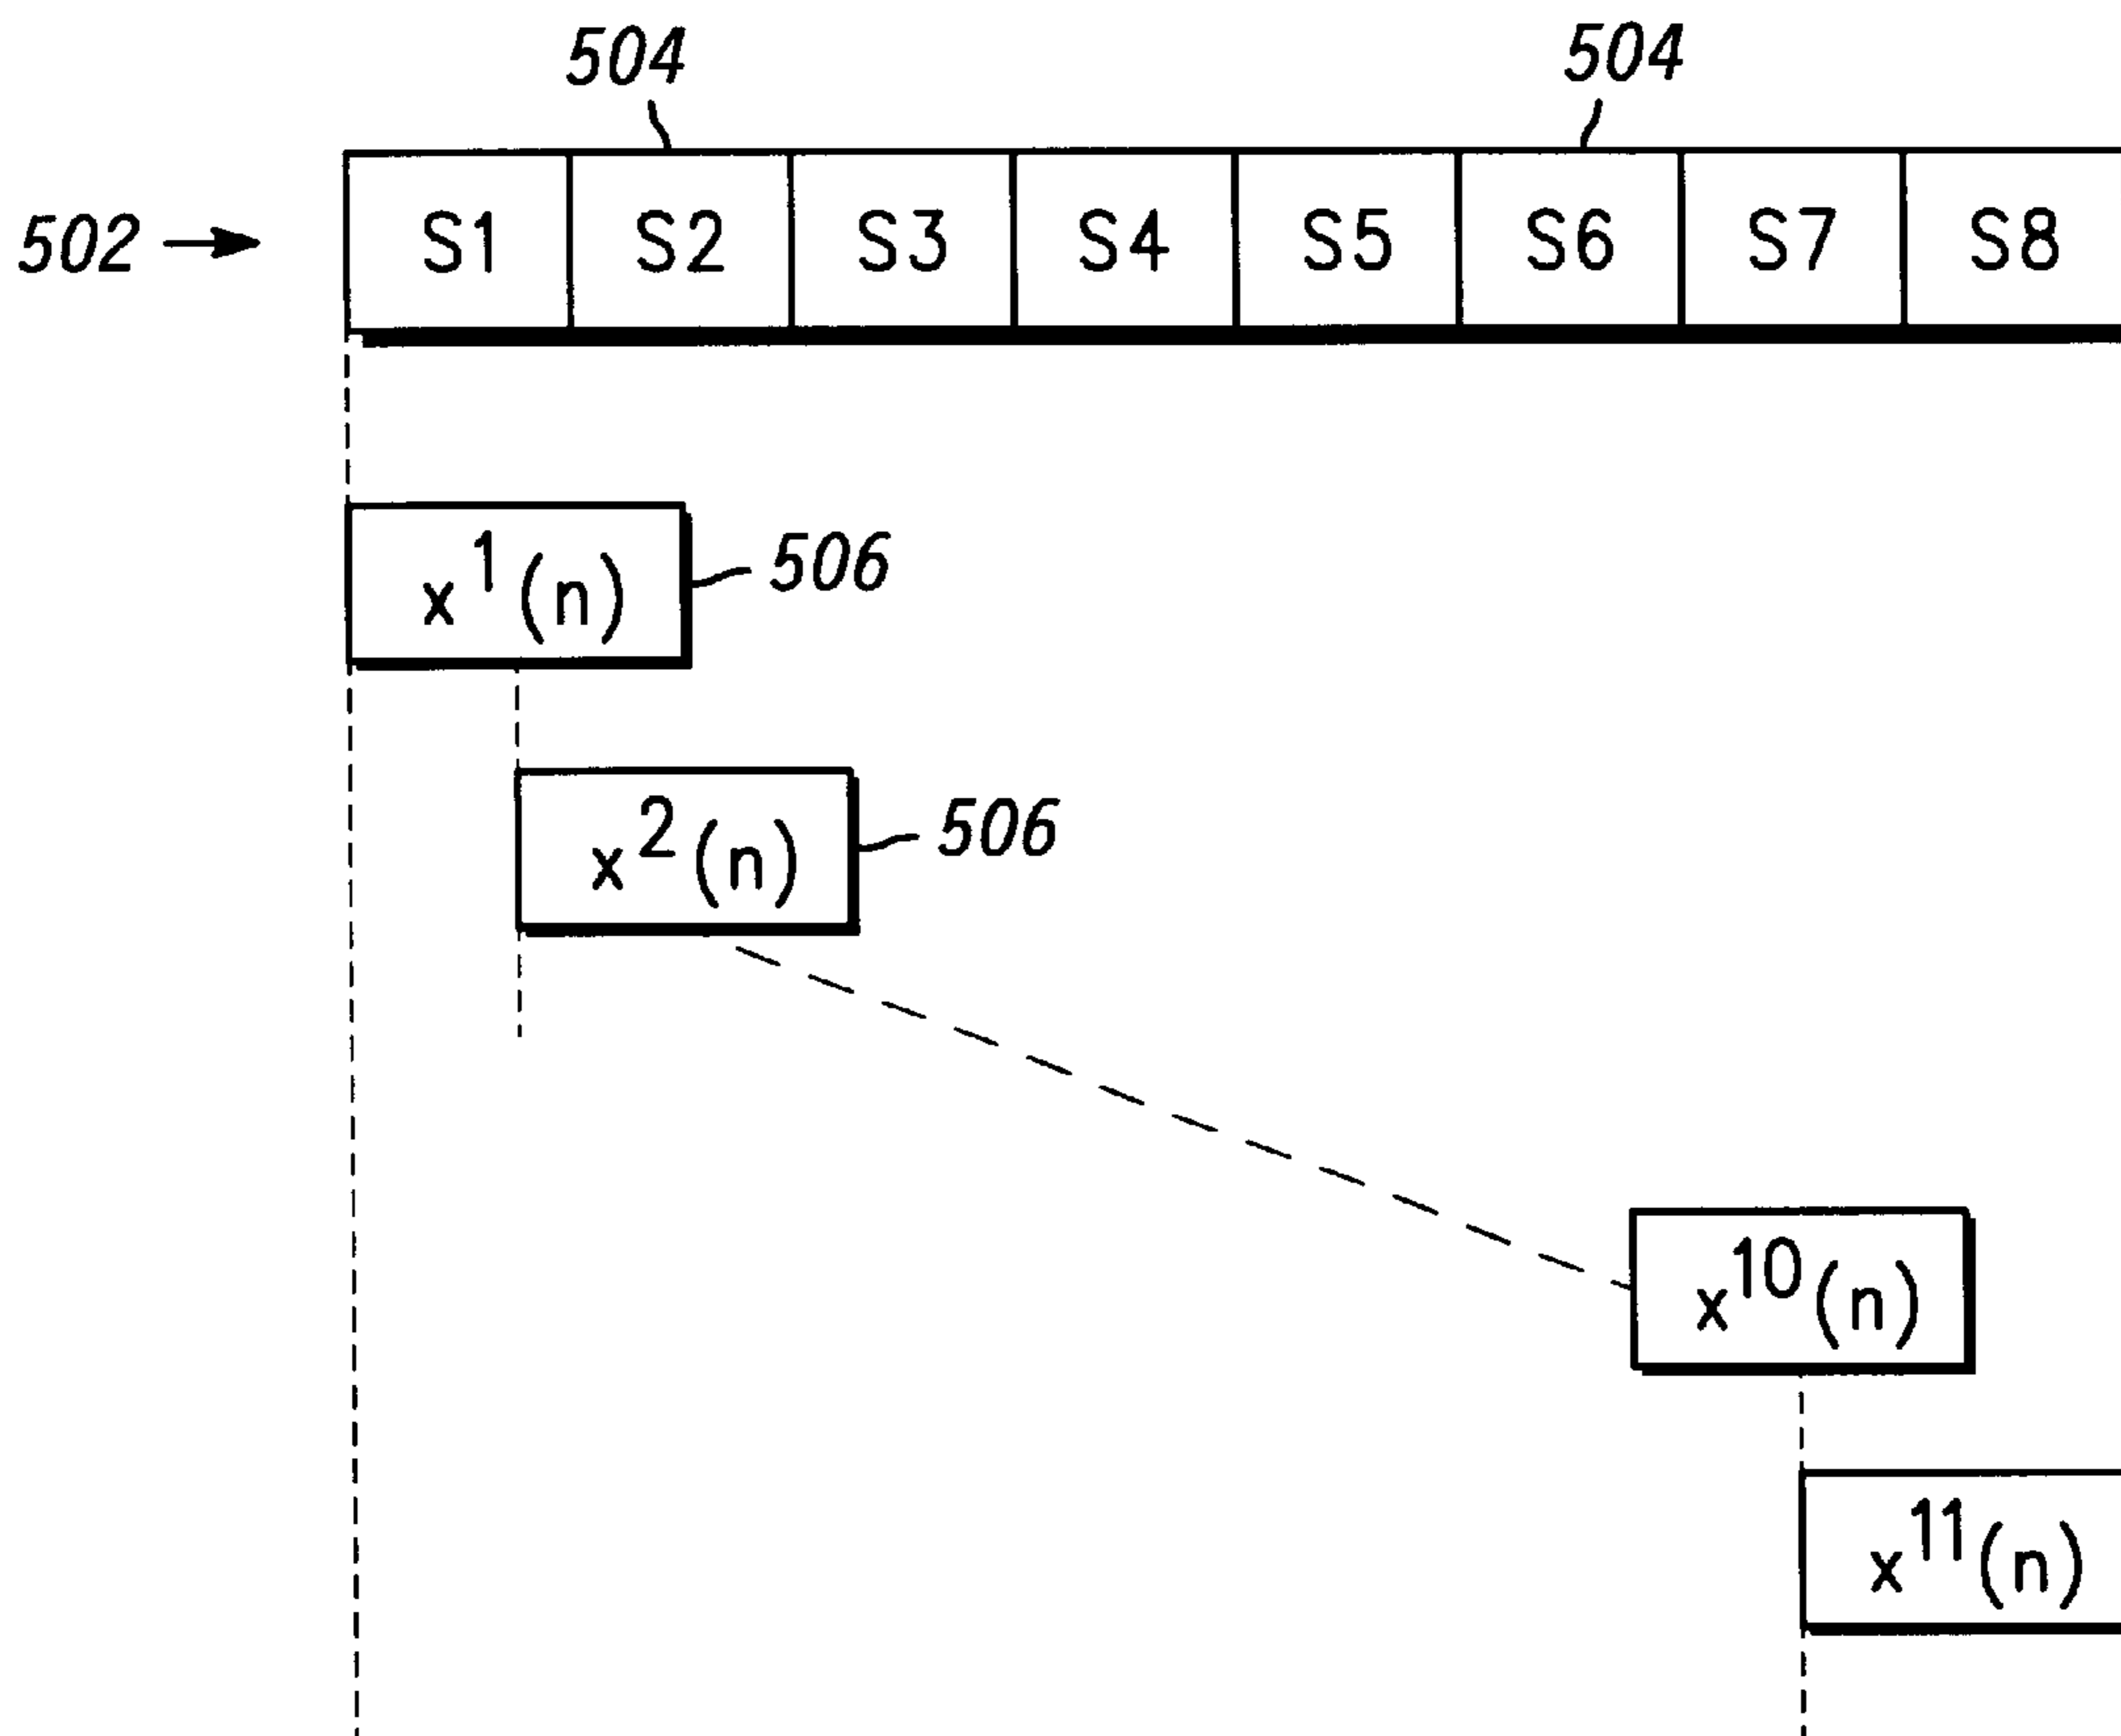 504 504
502 S1 S2 S3 S4 S5 S6 S7 S8
x¹(n) 506
x²(n) 506
x¹⁰(n)
x¹¹(n)